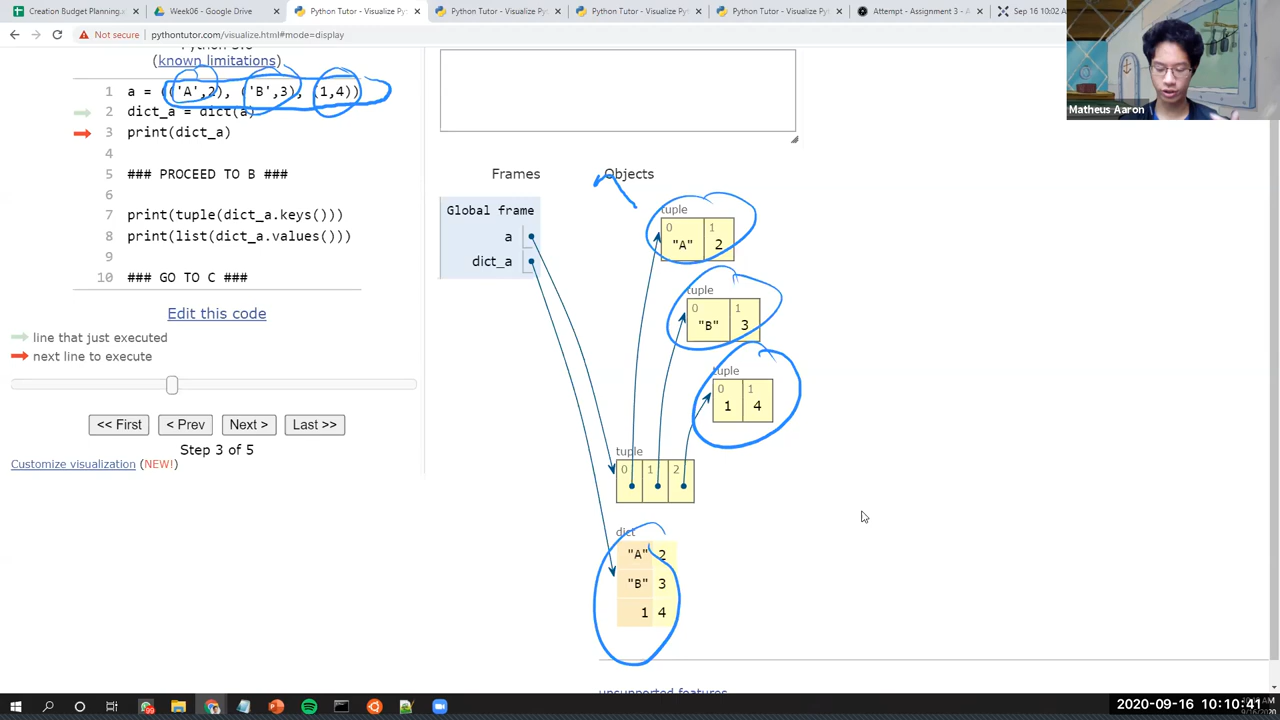 Creation Budget Planning.
Week06 - Google Drive
Python Tutor - Visualize Python
Python Tutor - Visualize Python
Python Tutor - Visualize Python
Python Tutor - Visualize Python
Attempt - Assignment 3 -
Sep 16 10:02
Not secure | pythontutor.com/visualize.html#mode=display
(known limitations)
1 a = (('A',2), ('B',3), (1,4))
2 dict_a = dict(a)
3 print(dict_a)
4
5 ### PROCEED TO B ###
6
7 print(tuple(dict_a.keys()))
8 print(list(dict_a.values()))
9
10 ### GO TO C ###
Edit this code
line that just executed
next line to execute
<< First
< Prev
Next >
Last >>
Step 3 of 5
Customize visualization (NEW!)
Frames
Objects
Global frame
a
dict_a
tuple
0 1
"A" 2
tuple
0 1
"B" 3
tuple
0 1
1 4
tuple
0 1 2
dict
"A" 2
"B" 3
1 4
unsupported features
Matheus Aaron
2020-09-16 10:10:41